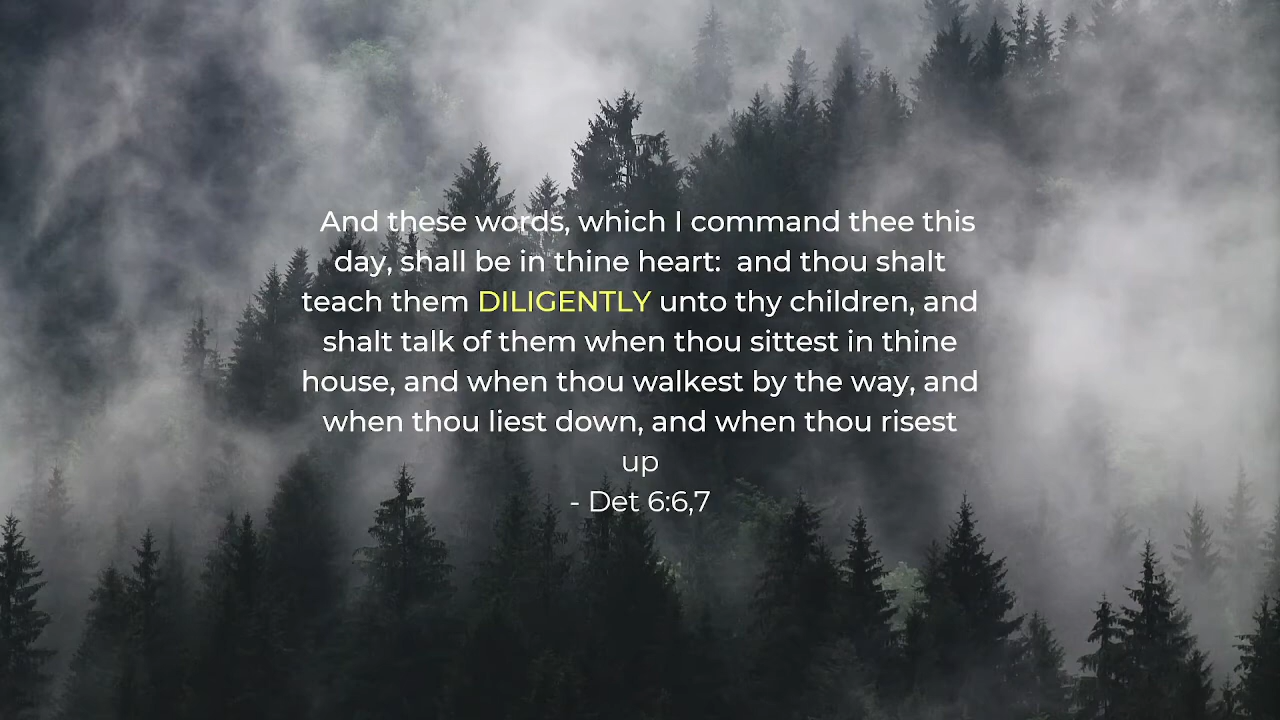 And these words, which I command thee this
day, shall be in thine heart:  and thou shalt
teach them DILIGENTLY unto thy children, and
shalt talk of them when thou sittest in thine
house, and when thou walkest by the way, and
when thou liest down, and when thou risest
up
- Det 6:6,7